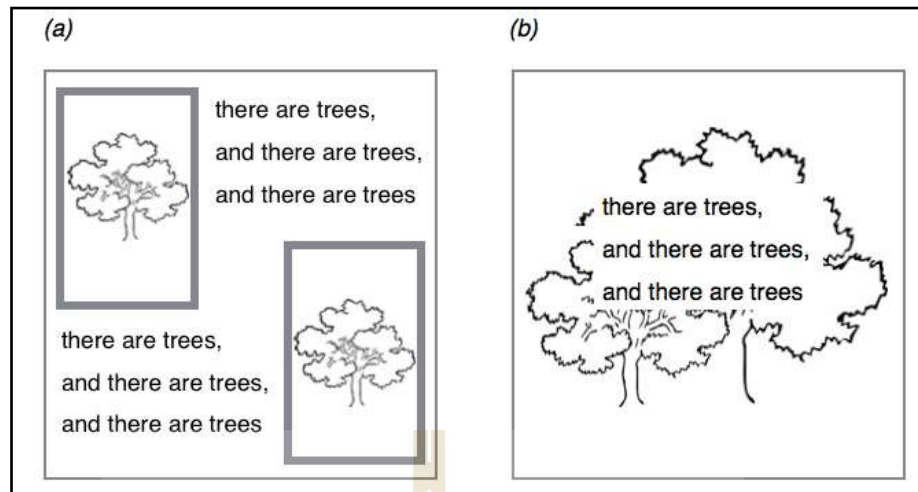 (a)
there are trees,
and there are trees,
and there are trees
there are trees,
and there are trees,
and there are trees
(b)
there are trees,
and there are trees,
and there are trees